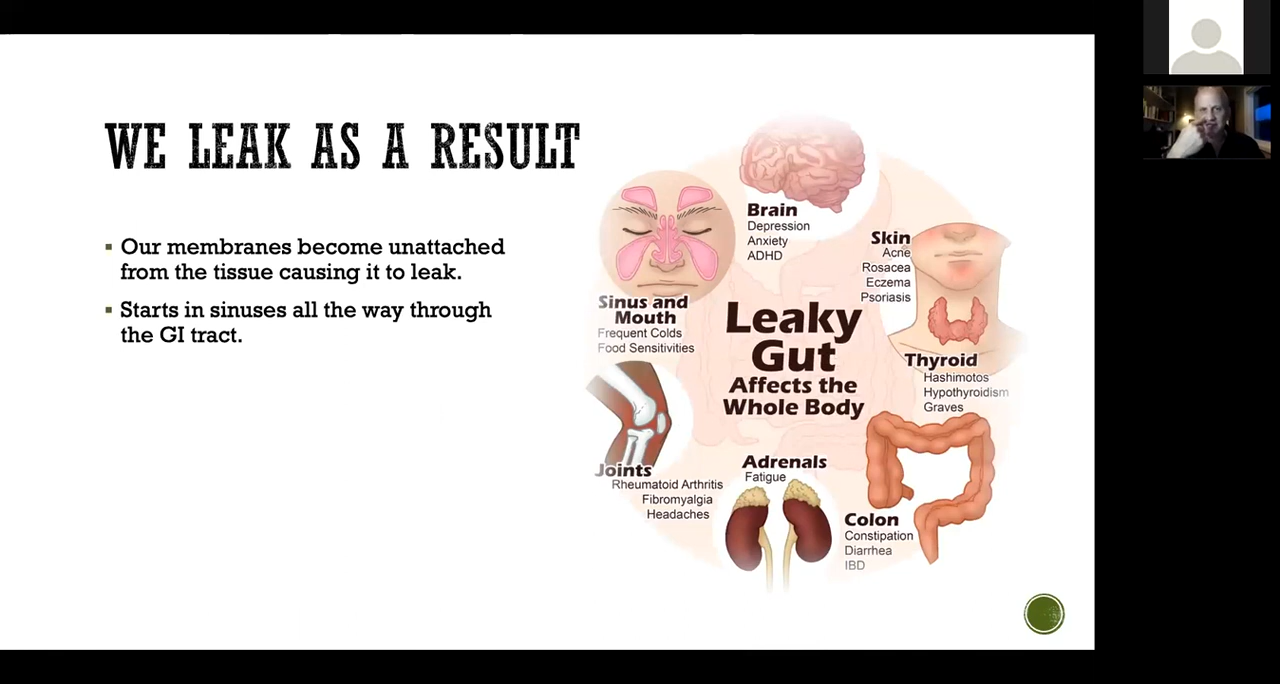 WE LEAK AS A RESULT
Our membranes become unattached
from the tissue causing it to leak.
Starts in sinuses all the way through
the GI tract.
Brain
Depression
Anxiety
ADHD
Skin
Acne
Rosacea
Eczema
Psoriasis
Sinus and
Mouth
Frequent Colds
Food Sensitivities
Leaky
Gut
Affects the
Whole Body
Thyroid
Hashimotos
Hypothyroidism
Graves
Joints
Rheumatoid Arthritis
Fibromyalgia
Headaches
Adrenals
Fatigue
Colon
Constipation
Diarrhea
IBD